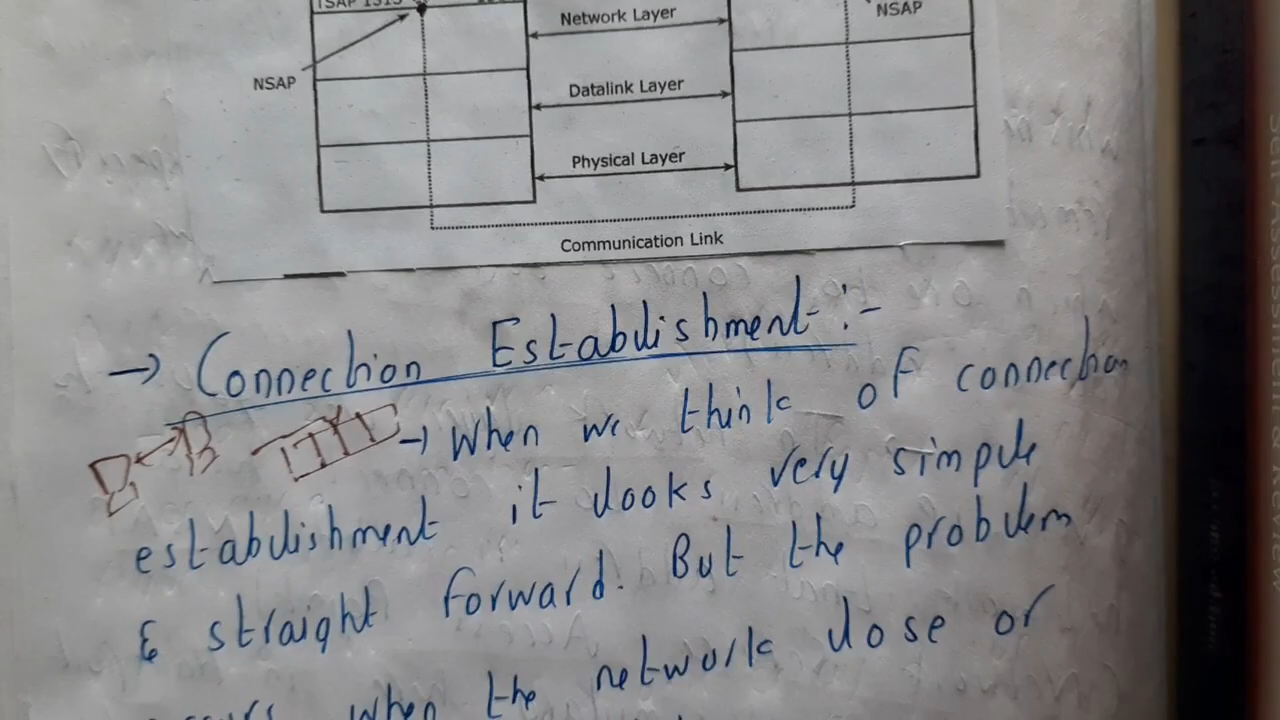 NSAP
Network Layer
NSAP
Datalink Layer
Physical Layer
Communication Link
→ Connection Establishment :-
→ When we think of connection
establishment it looks very simple
& straight forward. But the problem
when the network lose or